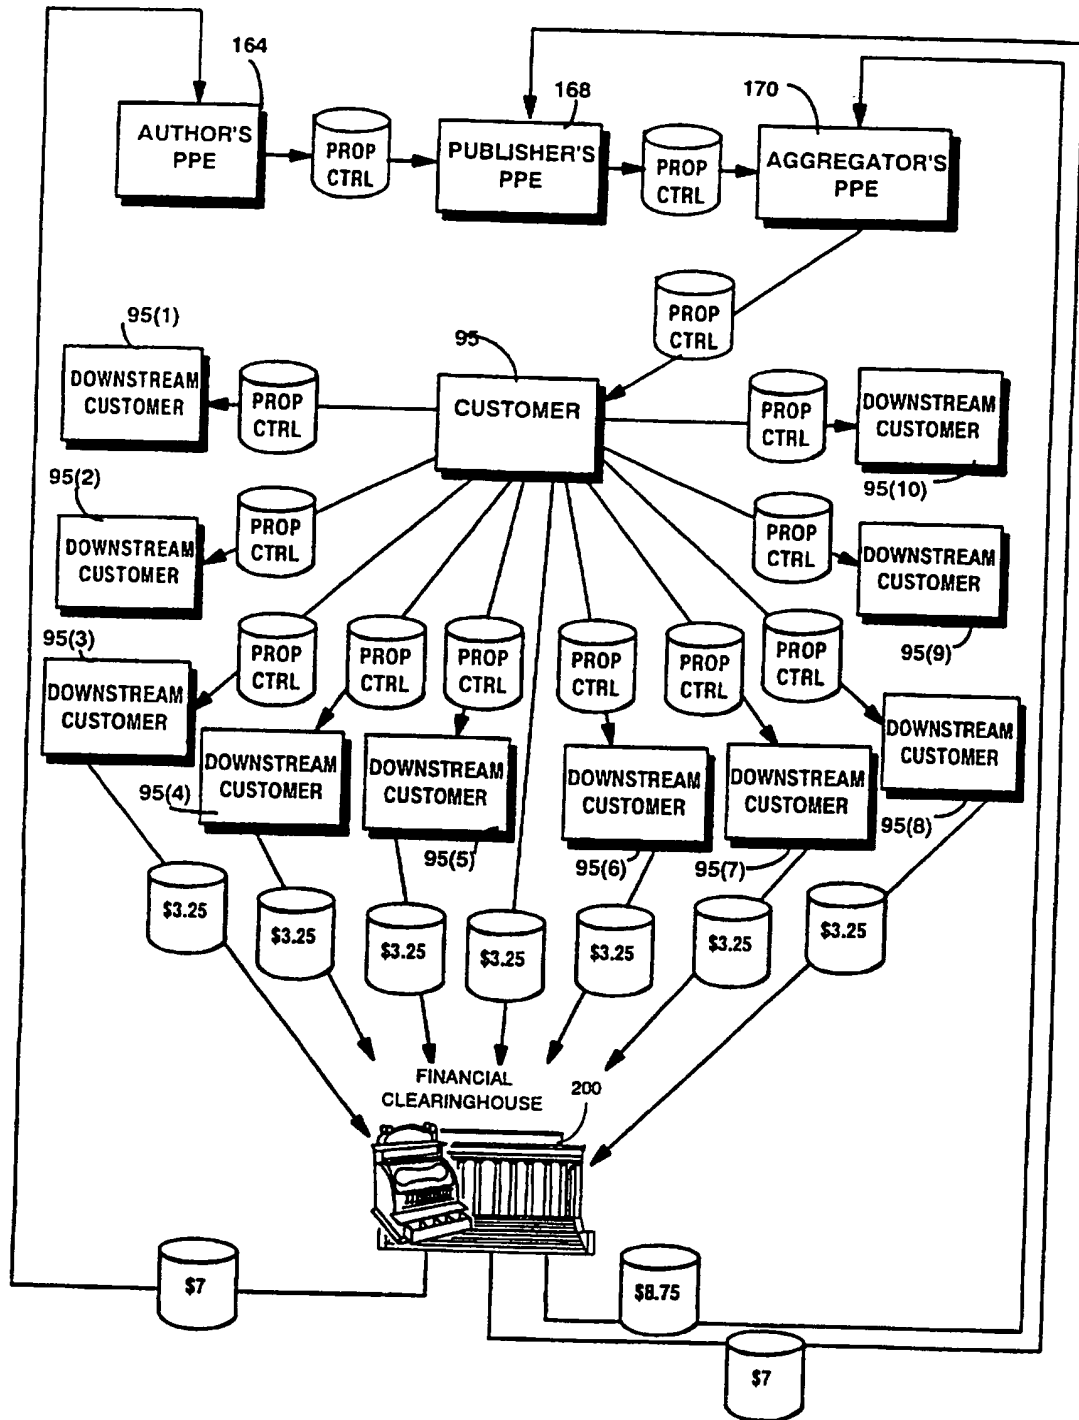 164
168
170
AUTHOR'S
PPE
PROP
CTRL
PUBLISHER'S
PPE
PROP
CTRL
AGGREGATOR'S
PPE
PROP
CTRL
95(1)
95
DOWNSTREAM
CUSTOMER
PROP
CTRL
CUSTOMER
PROP
CTRL
DOWNSTREAM
CUSTOMER
95(10)
95(2)
DOWNSTREAM
CUSTOMER
PROP
CTRL
PROP
CTRL
DOWNSTREAM
CUSTOMER
95(9)
95(3)
DOWNSTREAM
CUSTOMER
PROP
CTRL
PROP
CTRL
PROP
CTRL
PROP
CTRL
PROP
CTRL
PROP
CTRL
DOWNSTREAM
CUSTOMER
95(4)
DOWNSTREAM
CUSTOMER
95(5)
DOWNSTREAM
CUSTOMER
95(6)
DOWNSTREAM
CUSTOMER
95(7)
DOWNSTREAM
CUSTOMER
95(8)
$3.25
$3.25
$3.25
$3.25
$3.25
$3.25
$3.25
FINANCIAL
CLEARINGHOUSE
200
$7
$8.75
$7